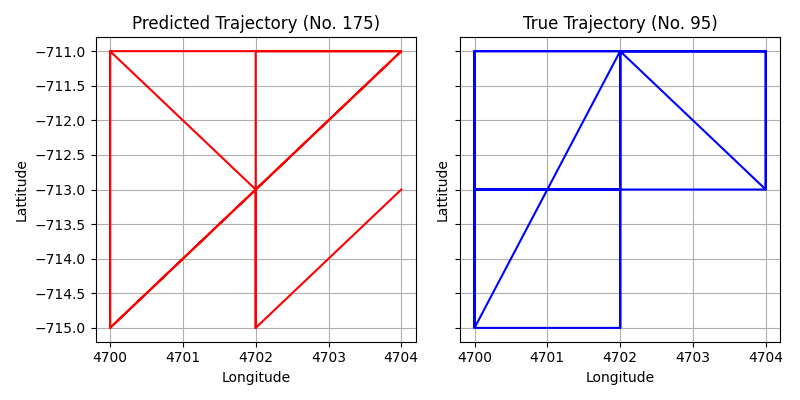 Predicted Trajectory (No. 175)
True Trajectory (No. 95)
−711.0
−711.5
−712.0
−712.5
−713.0
−713.5
−714.0
−714.5
−715.0
Lattitude
Lattitude
4700 4701 4702 4703 4704
4700 4701 4702 4703 4704
Longitude
Longitude